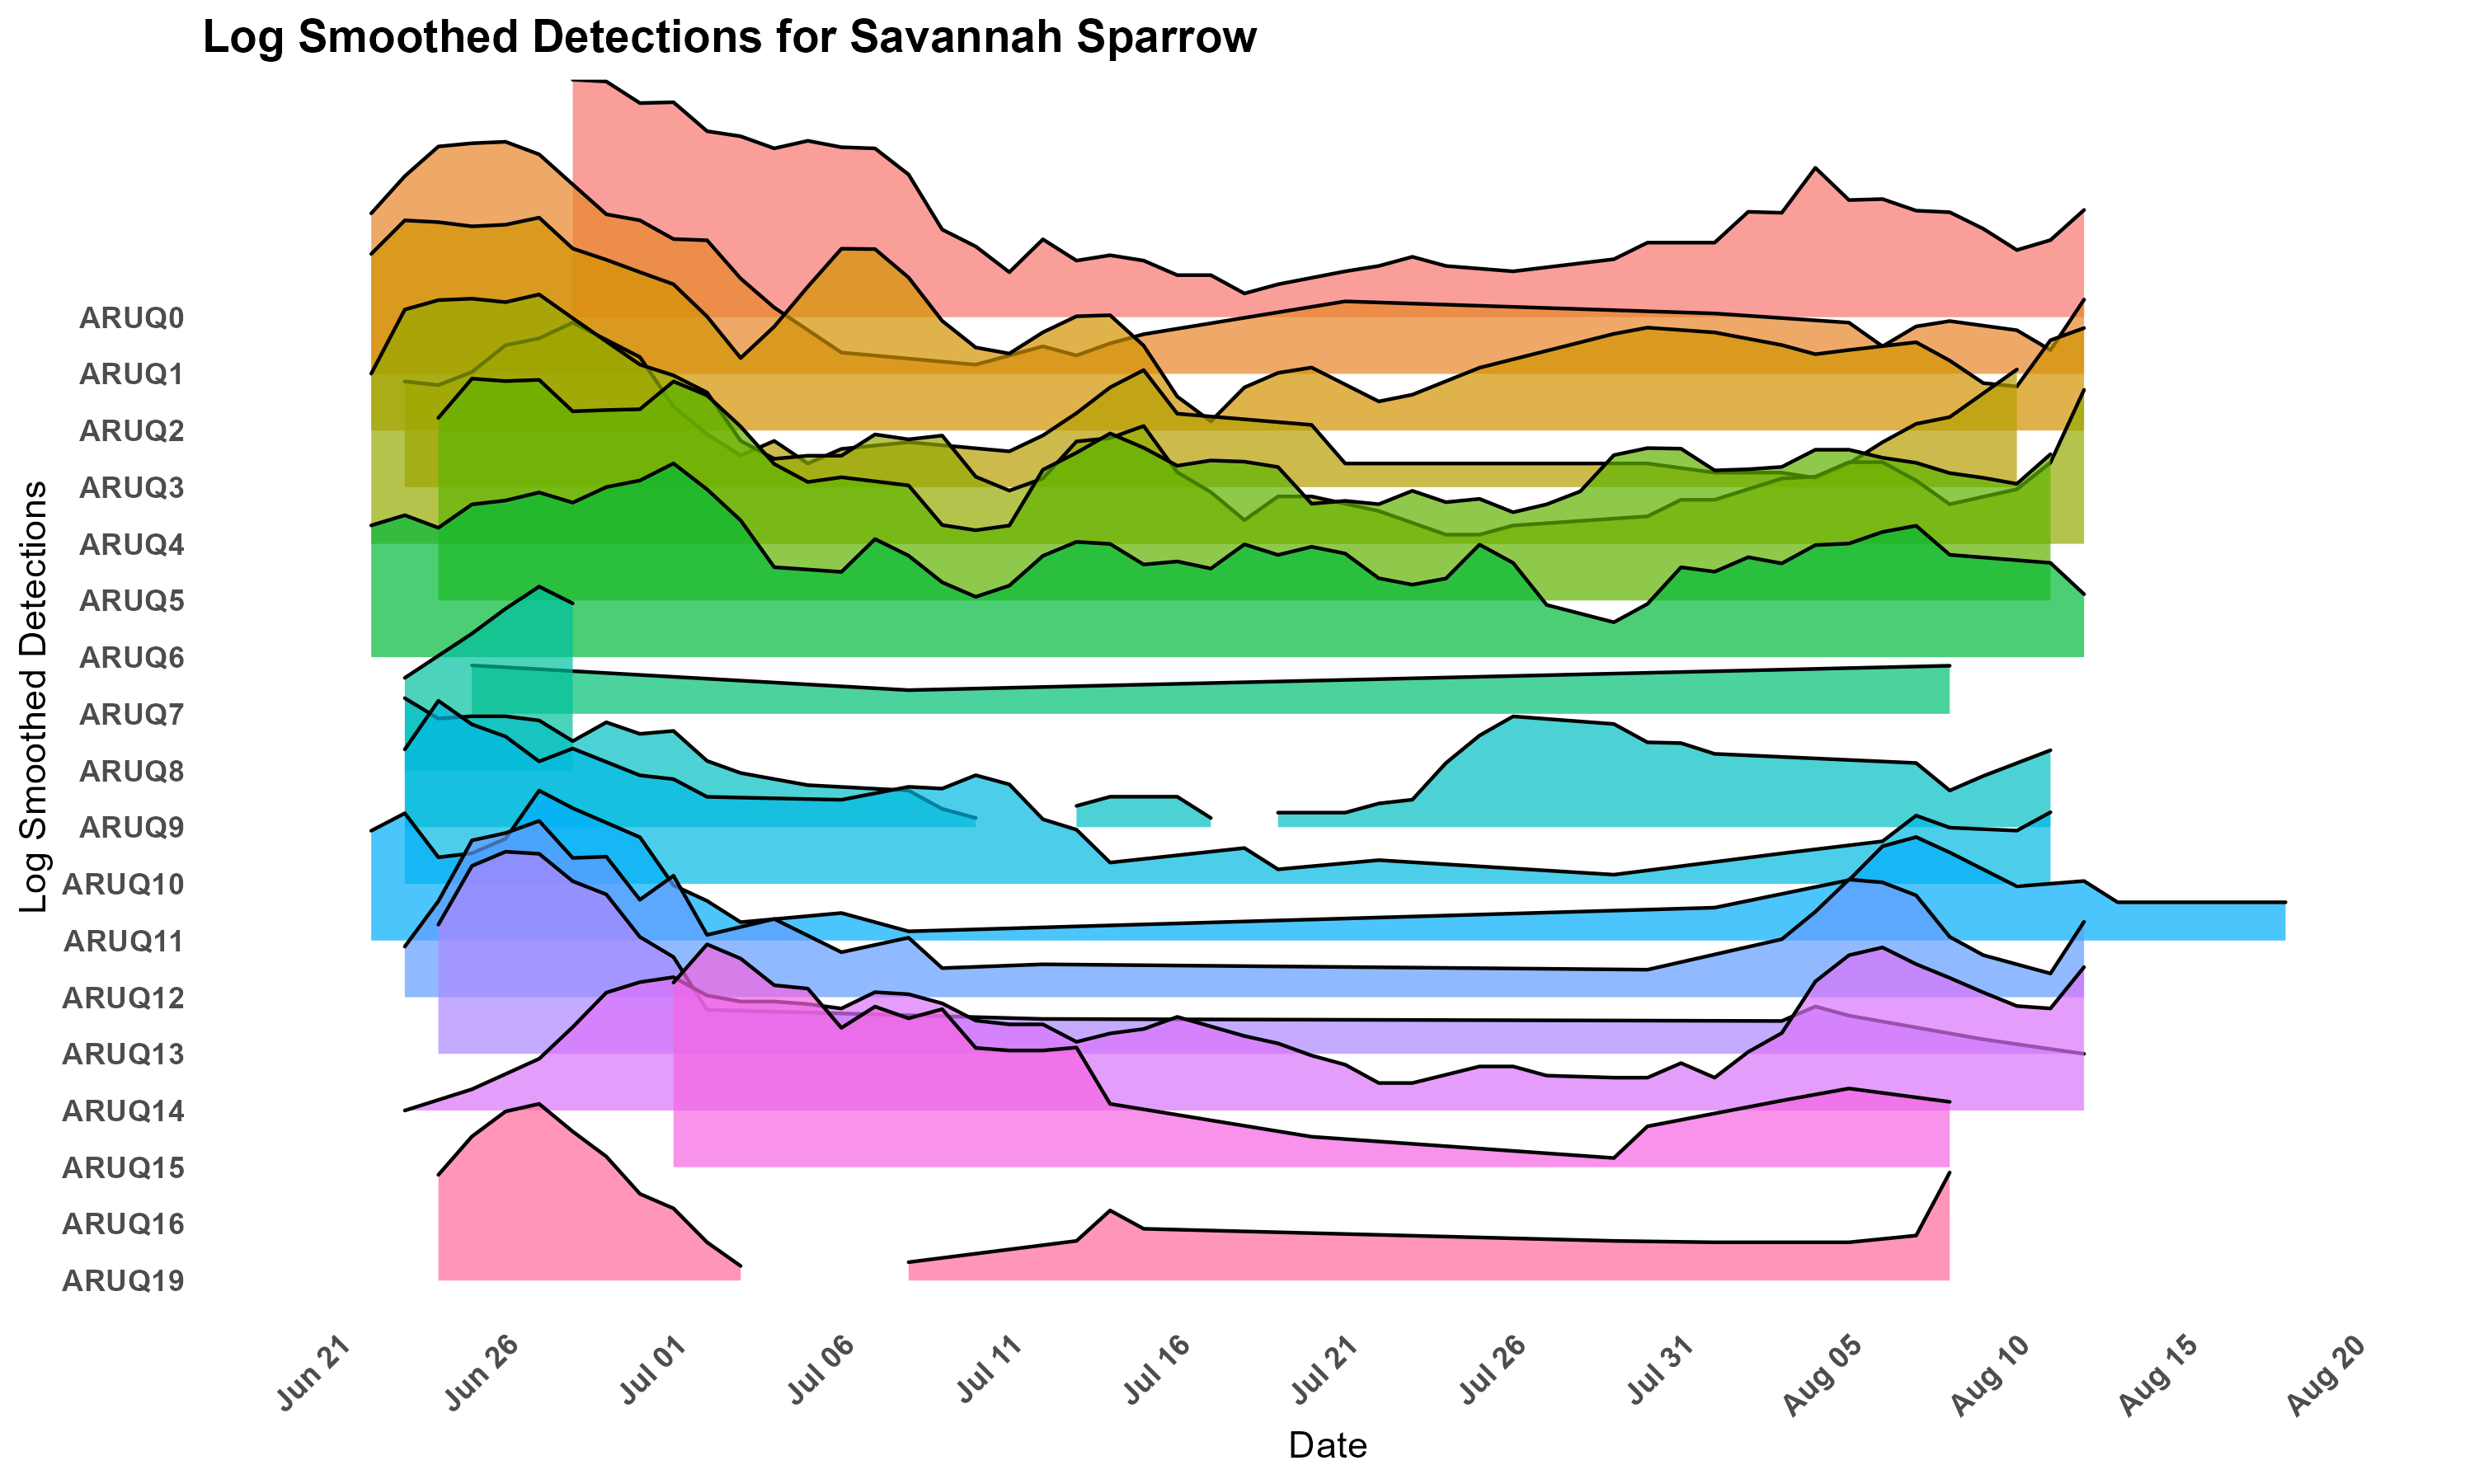 Log Smoothed Detections for Savannah Sparrow
Log Smoothed Detections
ARUQ0
ARUQ1
ARUQ2
ARUQ3
ARUQ4
ARUQ5
ARUQ6
ARUQ7
ARUQ8
ARUQ9
ARUQ10
ARUQ11
ARUQ12
ARUQ13
ARUQ14
ARUQ15
ARUQ16
ARUQ19
Jun 21
Jun 26
Jul 01
Jul 06
Jul 11
Jul 16
Jul 21
Jul 26
Jul 31
Aug 05
Aug 10
Aug 15
Aug 20
Date